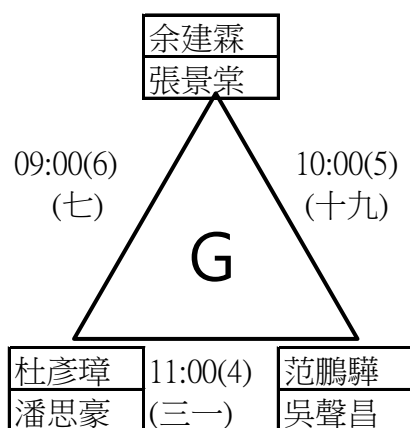 余建霖
張景棠
09:00(6)
(七)
10:00(5)
(十九)
G
杜彥璋
潘思豪
11:00(4)
(三一)
范鵬驊
吳聲昌